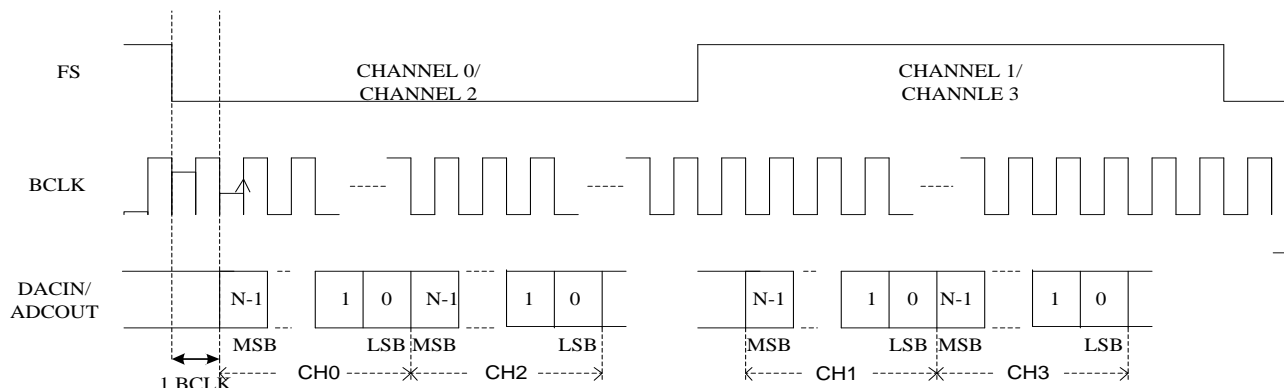 FS
CHANNEL 0/
CHANNEL 2
CHANNEL 1/
CHANNLE 3
BCLK
DACIN/
ADCOUT
N-1
1
0
N-1
1
0
N-1
1
0
N-1
1
0
MSB
LSB
MSB
LSB
MSB
LSB
MSB
LSB
1 BCLK
CH0
CH2
CH1
CH3